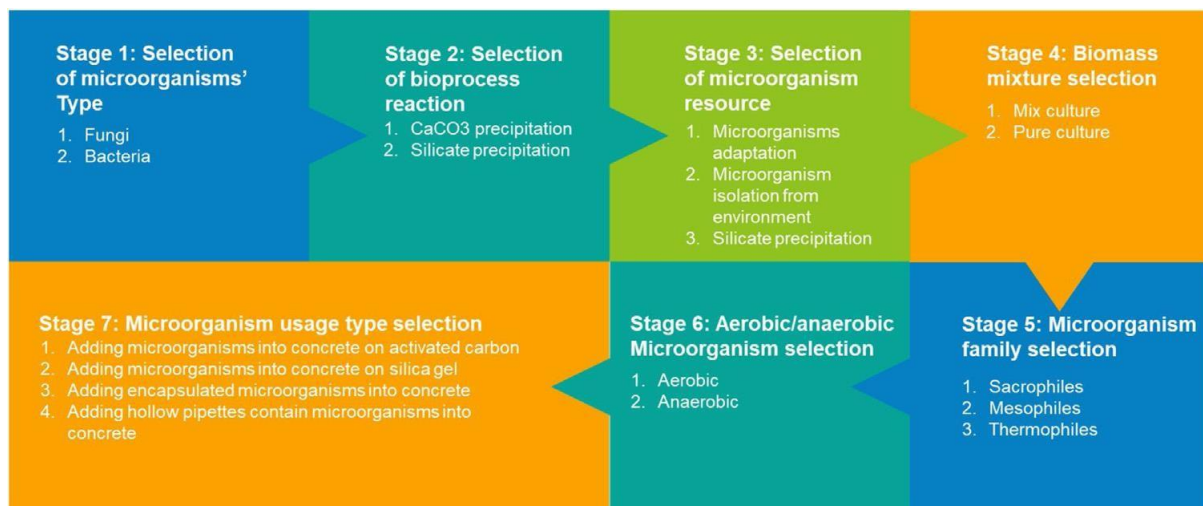 Stage 1: Selection
of microorganisms'
Type
1. Fungi
2. Bacteria
Stage 2: Selection
of bioprocess
reaction
1. CaCO3 precipitation
2. Silicate precipitation
Stage 3: Selection
of microorganism
resource
1. Microorganisms
adaptation
2. Microorganism
isolation from
environment
3. Silicate precipitation
Stage 4: Biomass
mixture selection
1. Mix culture
2. Pure culture
Stage 5: Microorganism
family selection
1. Sacrophiles
2. Mesophiles
3. Thermophiles
Stage 6: Aerobic/anaerobic
Microorganism selection
1. Aerobic
2. Anaerobic
Stage 7: Microorganism usage type selection
1. Adding microorganisms into concrete on activated carbon
2. Adding microorganisms into concrete on silica gel
3. Adding encapsulated microorganisms into concrete
4. Adding hollow pipettes contain microorganisms into
concrete